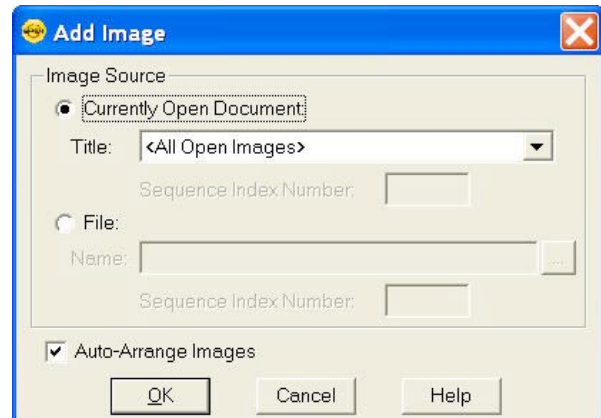 Add Image
Image Source
Currently Open Document:
Title: <All Open Images>
Sequence Index Number:
File:
Name: ...
Sequence Index Number:
Auto-Arrange Images
OK Cancel Help